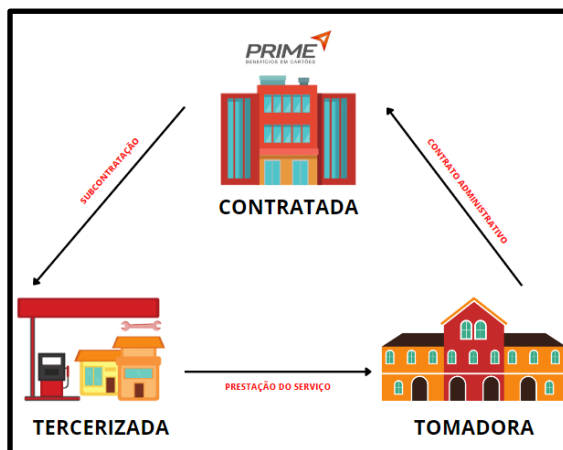 PRIME
BENEFÍCIOS EM CARTÕES
CONTRATADA
SUBCONTRATAÇÃO
CONTRATO ADMINISTRATIVO
PRESTAÇÃO DO SERVIÇO
TERCERIZADA
TOMADORA